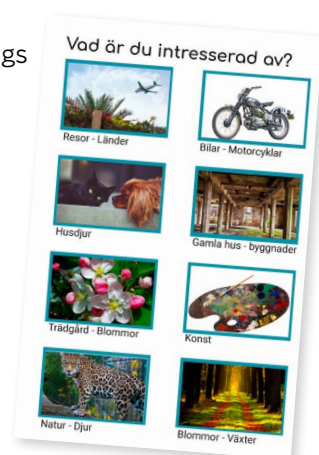 gs
Vad är du intresserad av?
Resor - Länder
Bilar - Motorcyklar
Husdjur
Gamla hus - byggnader
Trädgård - Blommor
Konst
Natur - Djur
Blommor - Växter